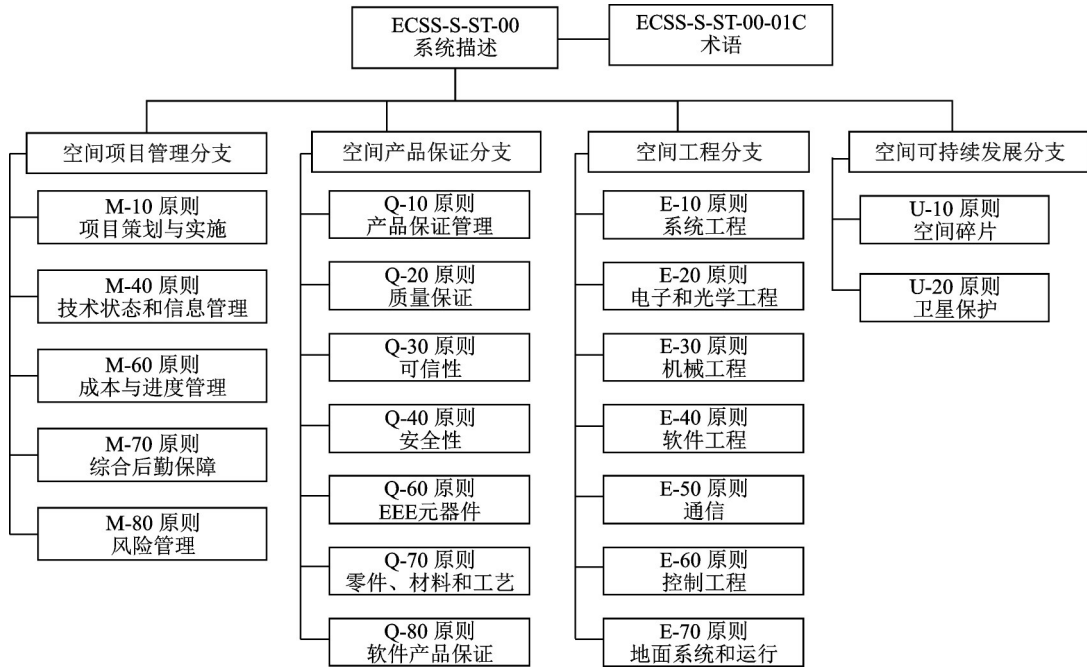 ECSS-S-ST-00
系统描述
ECSS-S-ST-00-01C
术语
空间项目管理分支
M-10 原则
项目策划与实施
M-40 原则
技术状态和信息管理
M-60 原则
成本与进度管理
M-70 原则
综合后勤保障
M-80 原则
风险管理
空间产品保证分支
Q-10 原则
产品保证管理
Q-20 原则
质量保证
Q-30 原则
可信性
Q-40 原则
安全性
Q-60 原则
EEE元器件
Q-70 原则
零件、材料和工艺
Q-80 原则
软件产品保证
空间工程分支
E-10 原则
系统工程
E-20 原则
电子和光学工程
E-30 原则
机械工程
E-40 原则
软件工程
E-50 原则
通信
E-60 原则
控制工程
E-70 原则
地面系统和运行
空间可持续发展分支
U-10 原则
空间碎片
U-20 原则
卫星保护